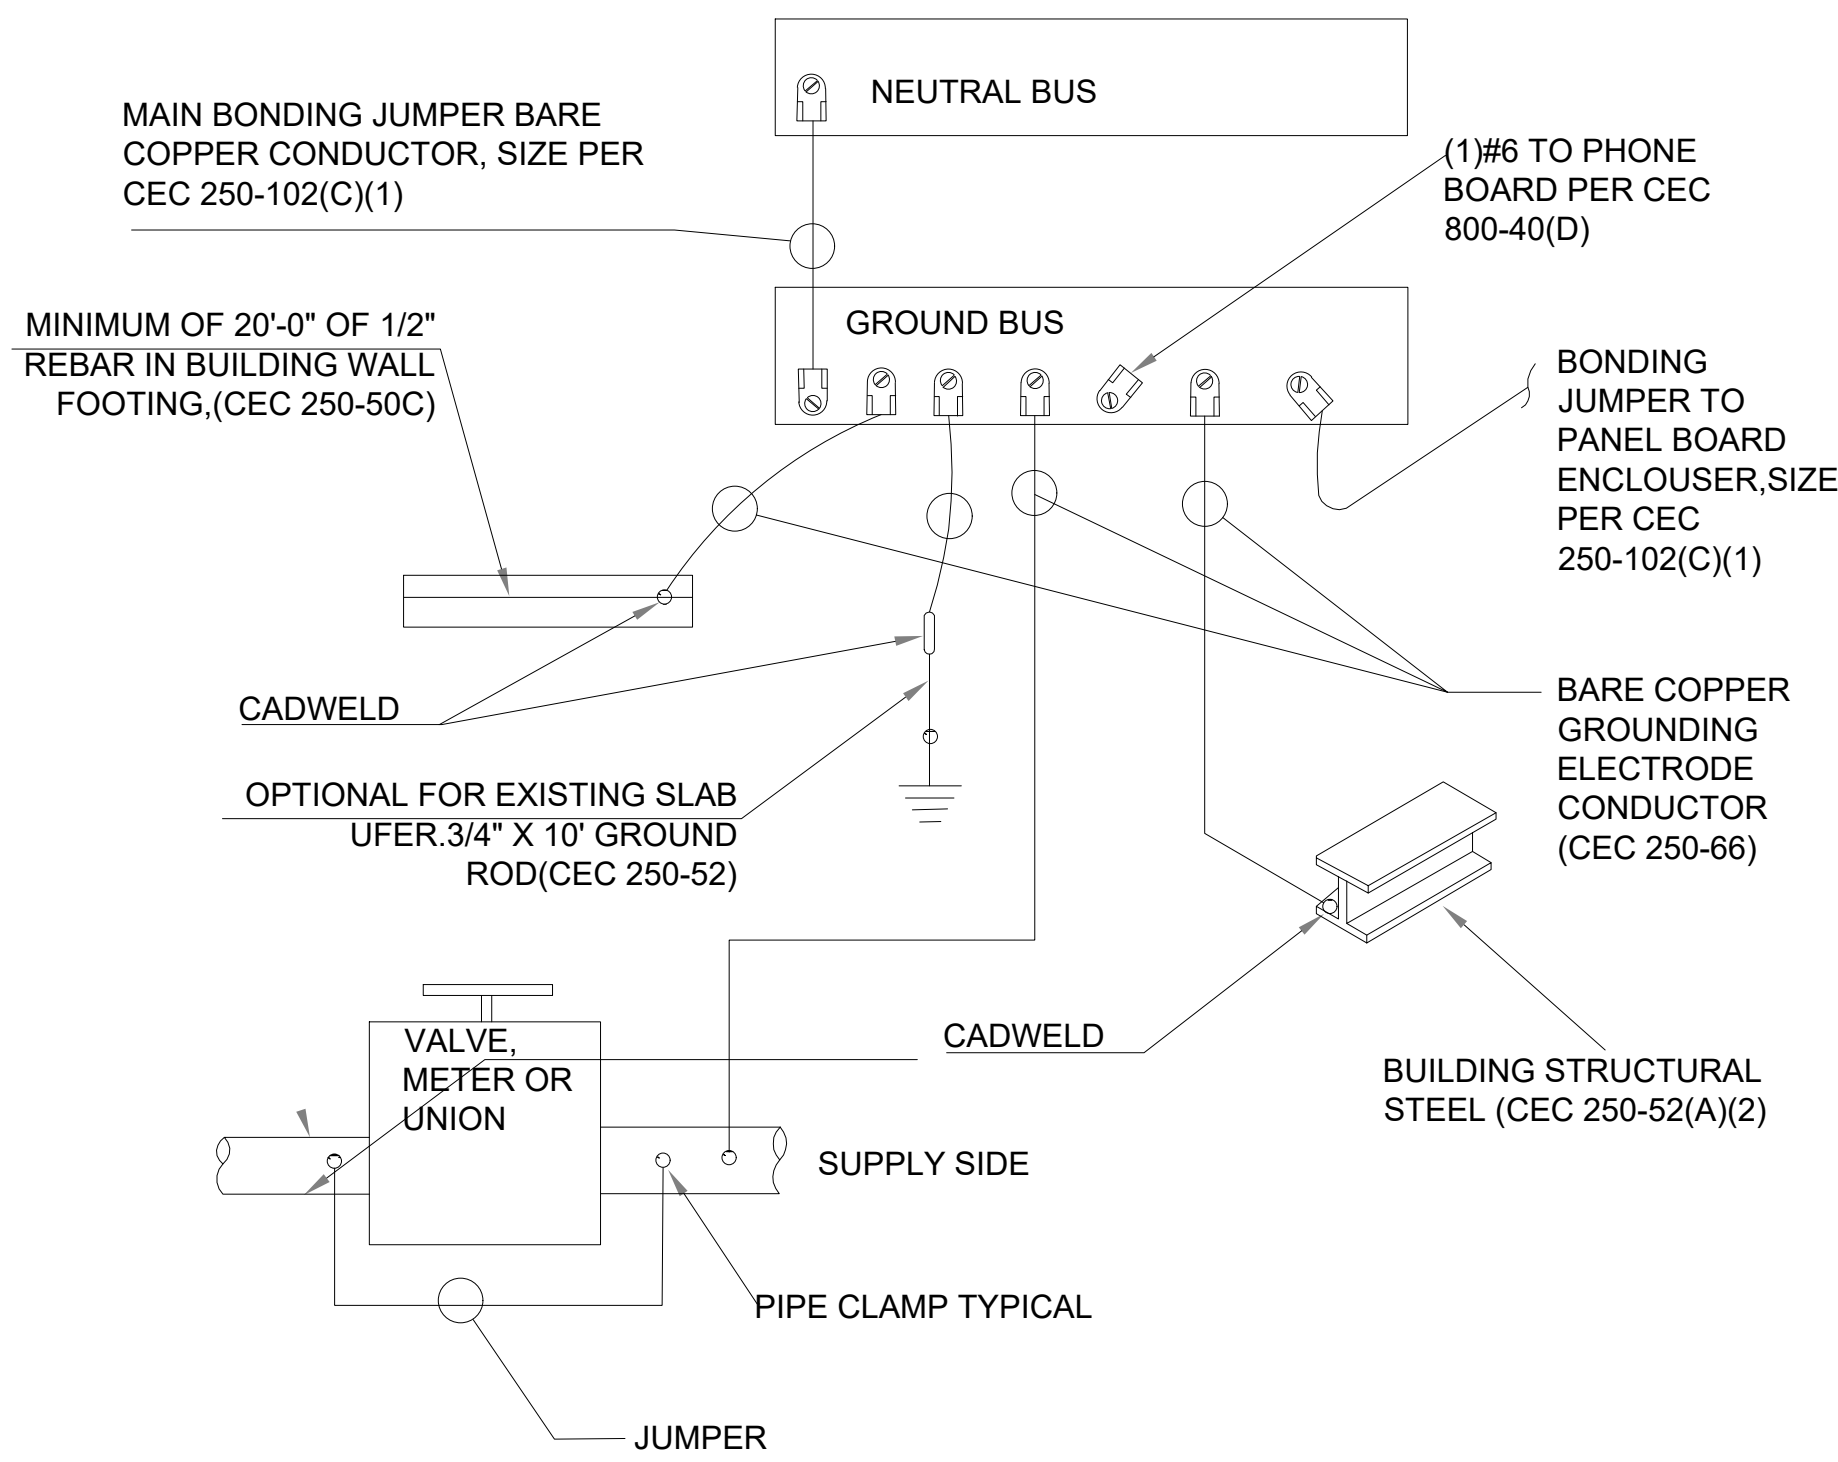 NEUTRAL BUS
MAIN BONDING JUMPER BARE
COPPER CONDUCTOR, SIZE PER
CEC 250-102(C)(1)
(1)#6 TO PHONE
BOARD PER CEC
800-40(D)
GROUND BUS
MINIMUM OF 20'-0" OF 1/2"
REBAR IN BUILDING WALL
FOOTING,(CEC 250-50C)
BONDING
JUMPER TO
PANEL BOARD
ENCLOUSER,SIZE
PER CEC
250-102(C)(1)
CADWELD
BARE COPPER
GROUNDING
ELECTRODE
CONDUCTOR
(CEC 250-66)
OPTIONAL FOR EXISTING SLAB
UFER.3/4" X 10' GROUND
ROD(CEC 250-52)
VALVE,
METER OR
UNION
CADWELD
BUILDING STRUCTURAL
STEEL (CEC 250-52(A)(2)
SUPPLY SIDE
PIPE CLAMP TYPICAL
JUMPER